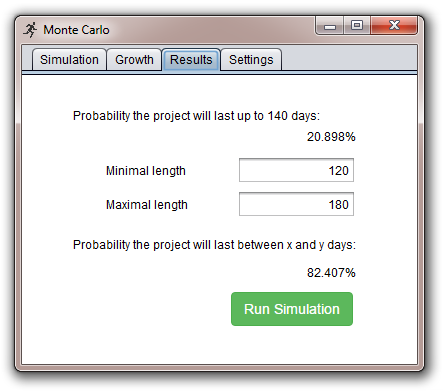 Monte Carlo
Simulation Growth Results Settings
Probability the project will last up to 140 days:
20.898%
Minimal length 120
Maximal length 180
Probability the project will last between x and y days:
82.407%
Run Simulation